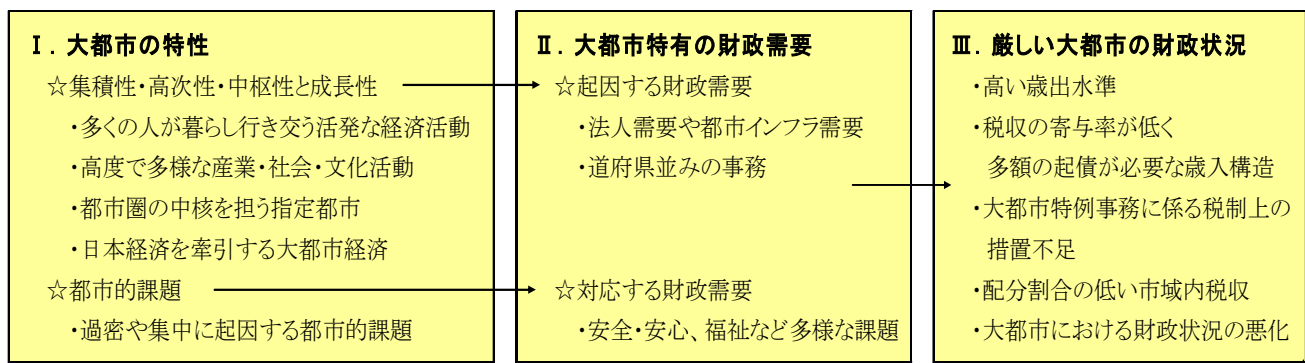 Ⅰ．大都市の特性
☆集積性・高次性・中枢性と成長性
・多くの人が暮らし行き交う活発な経済活動
・高度で多様な産業・社会・文化活動
・都市圏の中核を担う指定都市
・日本経済を牽引する大都市経済
☆都市的課題
・過密や集中に起因する都市的課題
Ⅱ．大都市特有の財政需要
☆起因する財政需要
・法人需要や都市インフラ需要
・道府県並みの事務
☆対応する財政需要
・安全・安心、福祉など多様な課題
Ⅲ．厳しい大都市の財政状況
・高い歳出水準
・税収の寄与率が低く
多額の起債が必要な歳入構造
・大都市特例事務に係る税制上の
措置不足
・配分割合の低い市域内税収
・大都市における財政状況の悪化